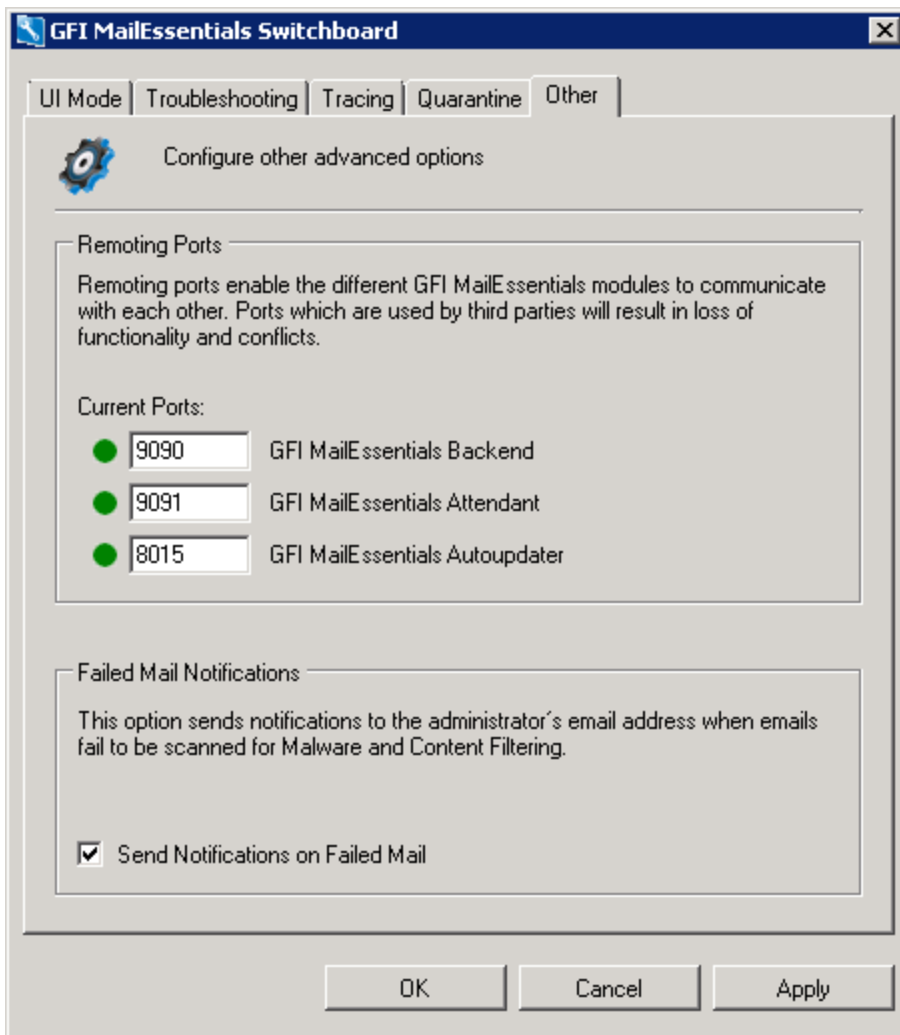 GFI MailEssentials Switchboard
UI Mode
Troubleshooting
Tracing
Quarantine
Other
Configure other advanced options
Remoting Ports
Remoting ports enable the different GFI MailEssentials modules to communicate
with each other. Ports which are used by third parties will result in loss of
functionality and conflicts.
Current Ports:
9090 GFI MailEssentials Backend
9091 GFI MailEssentials Attendant
8015 GFI MailEssentials Autoupdater
Failed Mail Notifications
This option sends notifications to the administrator's email address when emails
fail to be scanned for Malware and Content Filtering.
Send Notifications on Failed Mail
OK
Cancel
Apply